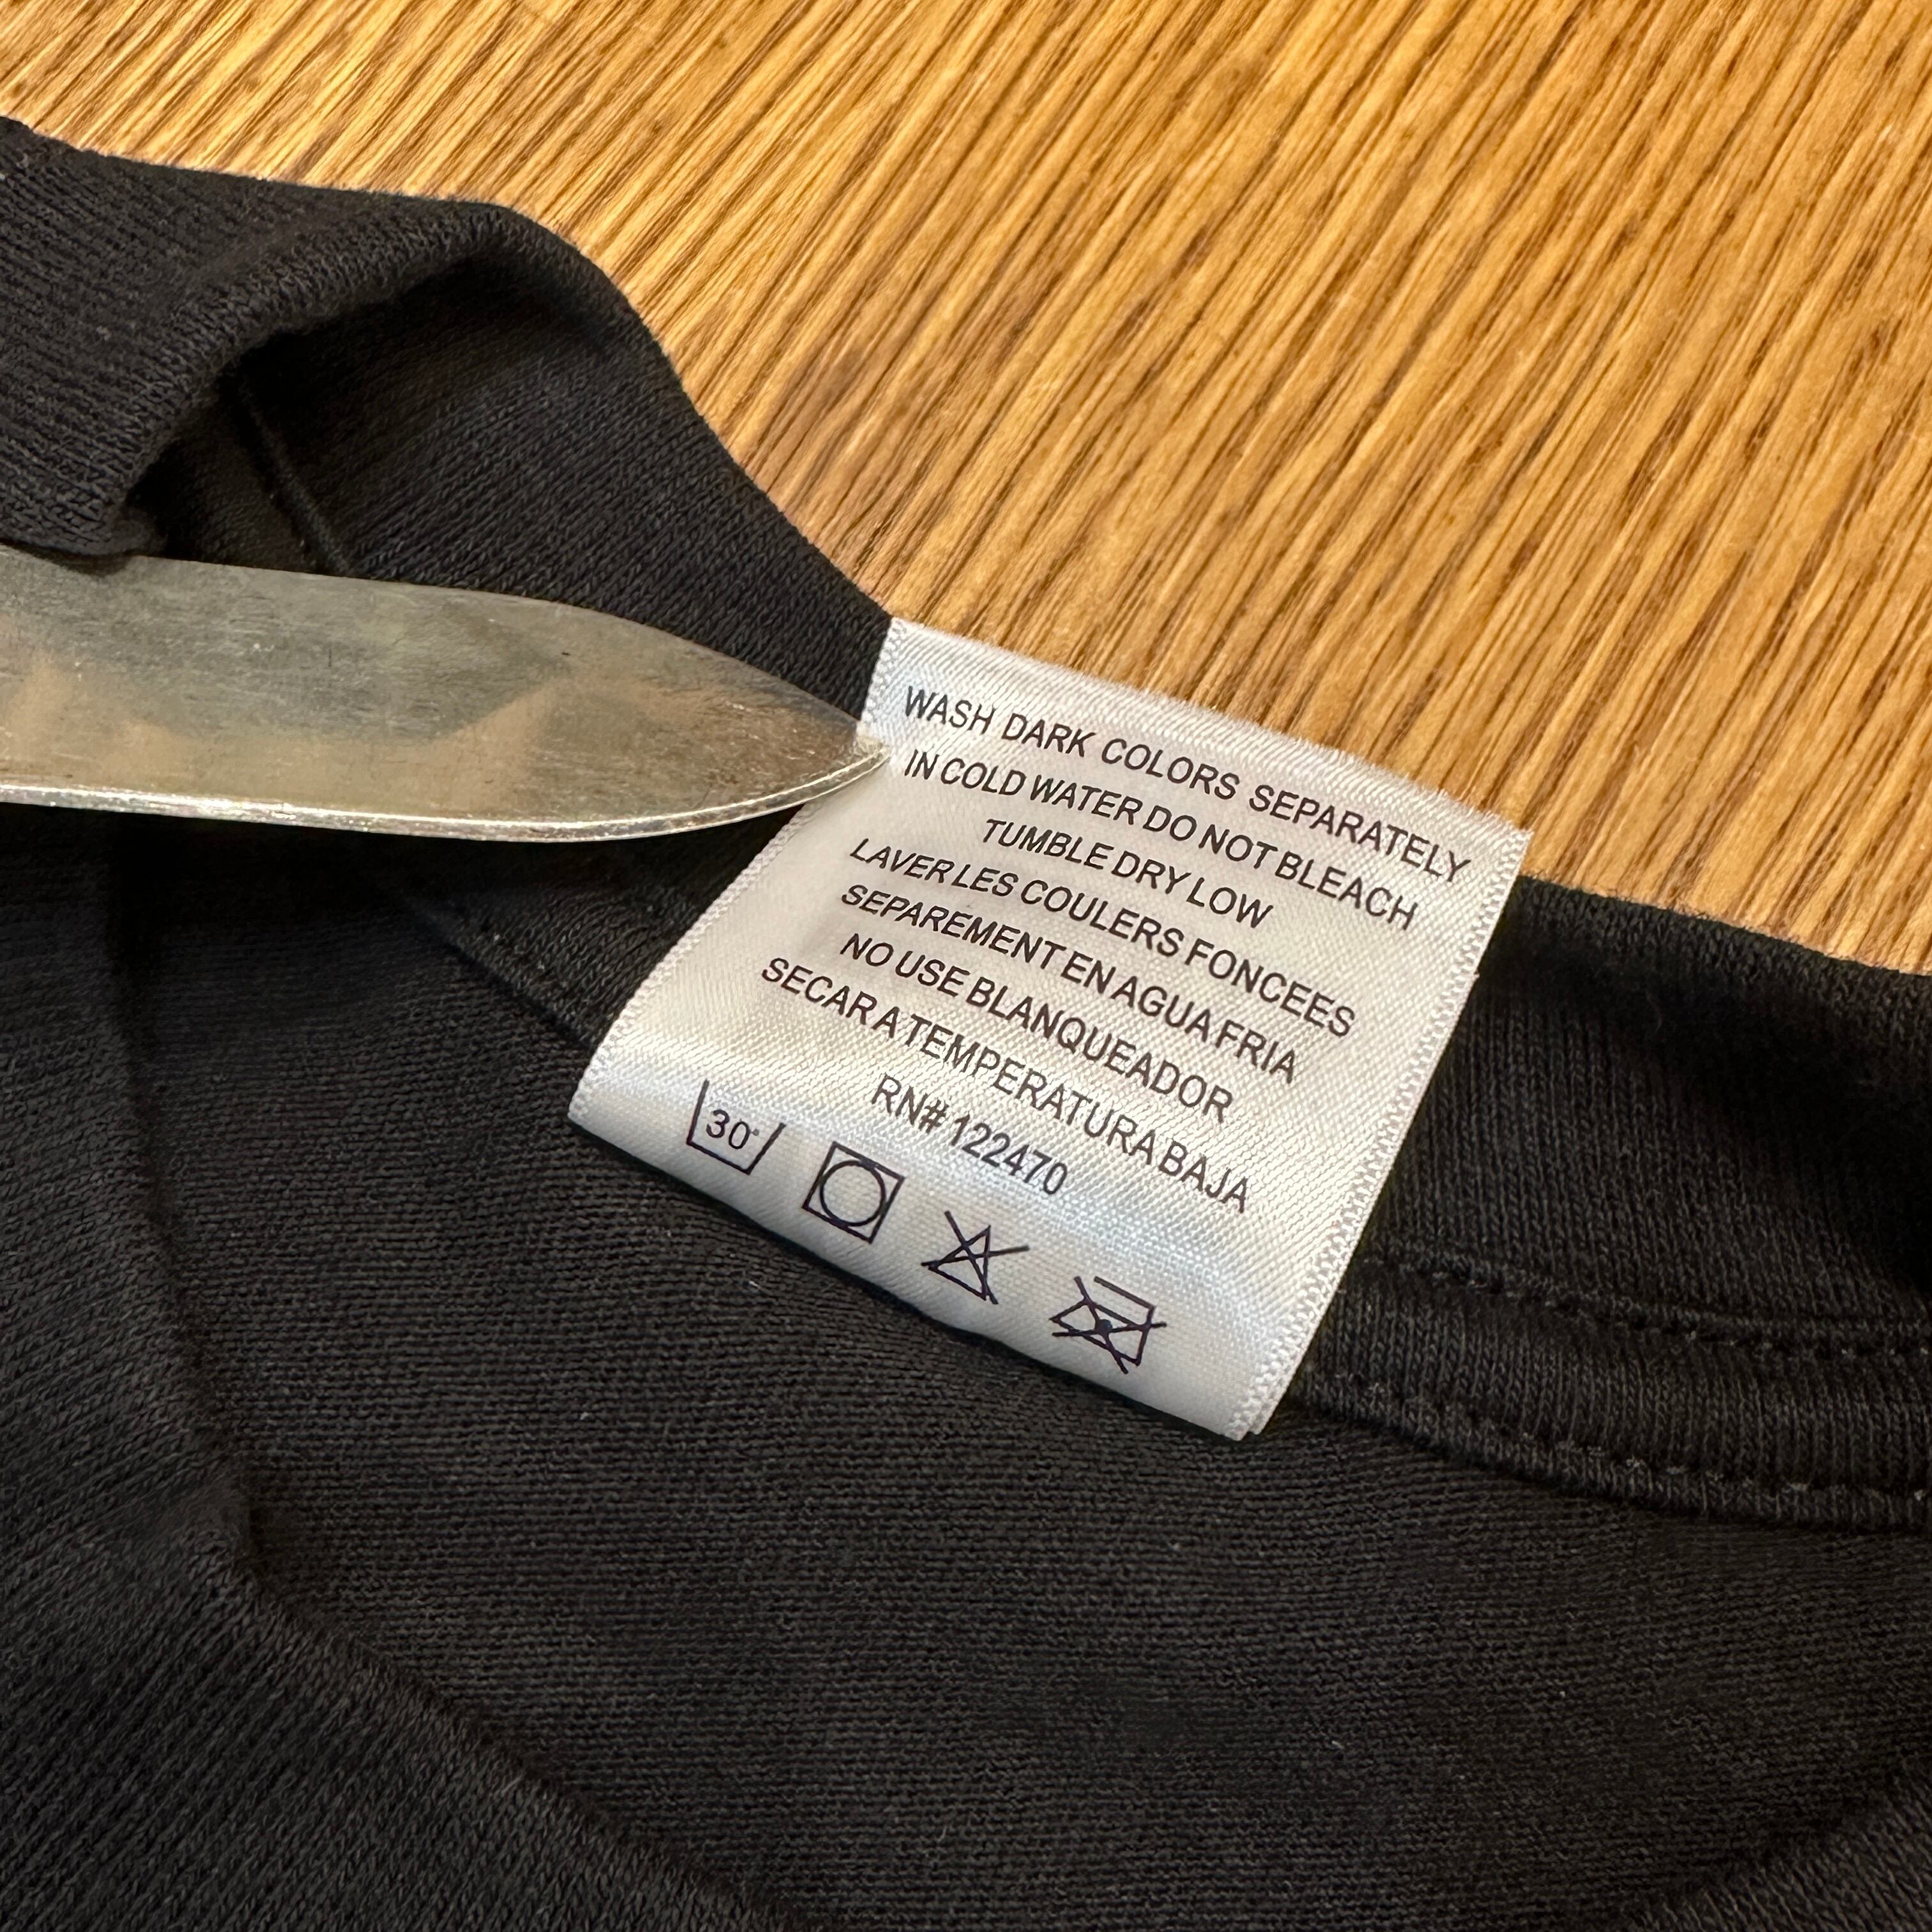 WASH DARK COLORS SEPARATELY
IN COLD WATER DO NOT BLEACH
TUMBLE DRY LOW
LAVER LES COULERS FONCEES
SEPAREMENT EN AGUA FRIA
NO USE BLANQUEADOR
SECAR A TEMPERATURA BAJA
RN# 122470
30°